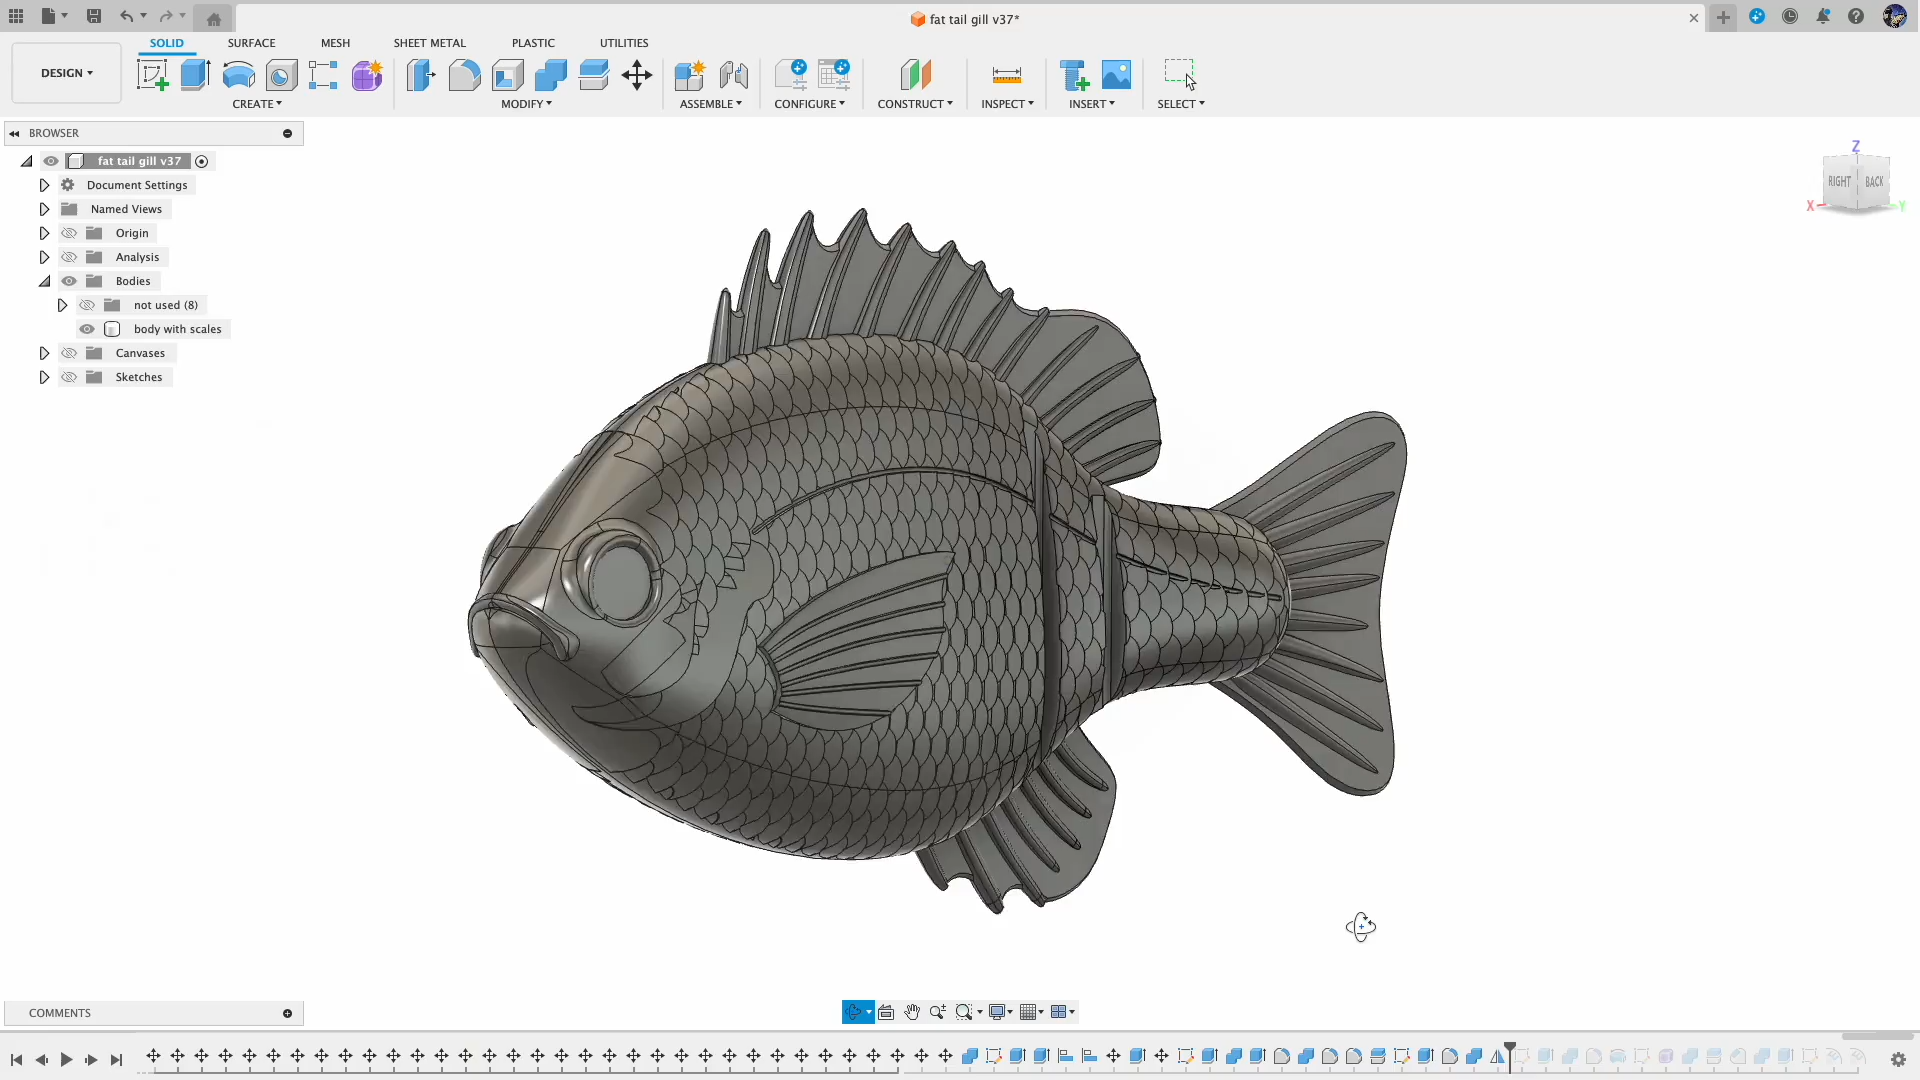 fat tail gill v37*
SOLID SURFACE MESH SHEET METAL PLASTIC UTILITIES
DESIGN
CREATE MODIFY ASSEMBLE CONFIGURE CONSTRUCT INSPECT INSERT SELECT
BROWSER
fat tail gill v37
Document Settings
Named Views
Origin
Analysis
Bodies
not used (8)
body with scales
Canvases
Sketches
Z
RIGHT BACK
X Y
COMMENTS